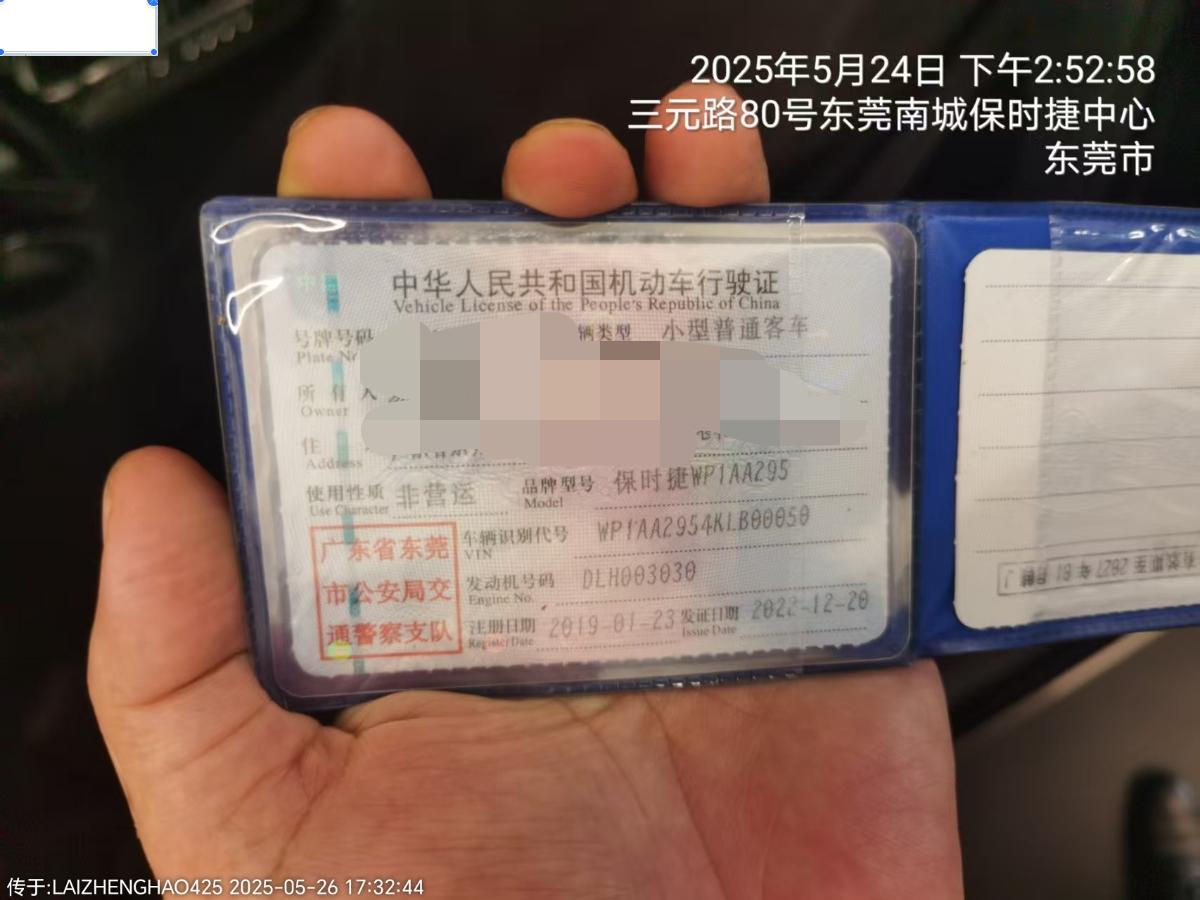 2025年5月24日 下午2:52:58
三元路80号东莞南城保时捷中心
东莞市
中华人民共和国机动车行驶证
Vehicle License of the People's Republic of China
号牌号码 辆类型 小型普通客车
Plate
所有人
Owner
住
Address
使用性质 非营运 品牌型号 保时捷WP1AA295
Use Character Model
车辆识别代号 WP1AA2954KLB00050
VIN
发动机号码 DLH003030
Engine No.
注册日期 2019-01-23 发证日期 2022-12-20
Register Date Issue Date
广东省东莞
市公安局交
通警察支队
传于:LAIZHENGHAO425 2025-05-26 17:32:44